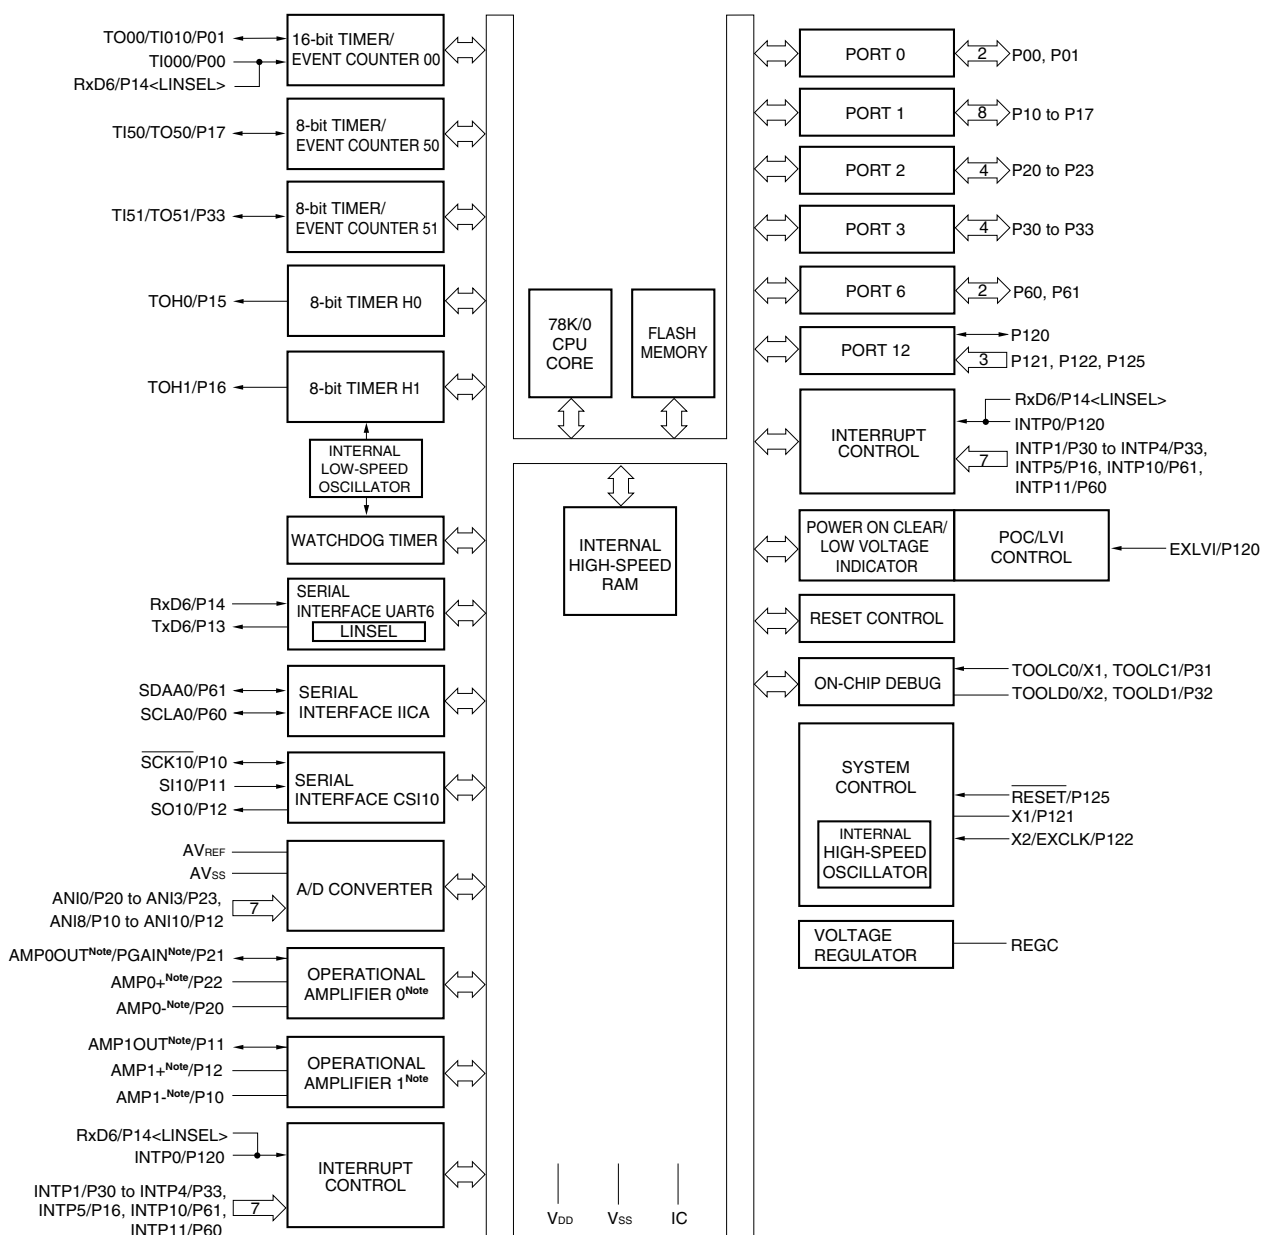 TO00/TI010/P01
TI000/P00
RxD6/P14<LINSEL>
16-bit TIMER/
EVENT COUNTER 00
TI50/TO50/P17
8-bit TIMER/
EVENT COUNTER 50
TI51/TO51/P33
8-bit TIMER/
EVENT COUNTER 51
TOH0/P15
8-bit TIMER H0
TOH1/P16
8-bit TIMER H1
INTERNAL
LOW-SPEED
OSCILLATOR
WATCHDOG TIMER
RxD6/P14
TxD6/P13
SERIAL
INTERFACE UART6
LINSEL
SDAA0/P61
SCLA0/P60
SERIAL
INTERFACE IICA
SCK10/P10
SI10/P11
SO10/P12
SERIAL
INTERFACE CSI10
AVREF
AVSS
ANI0/P20 to ANI3/P23,
ANI8/P10 to ANI10/P12
7
A/D CONVERTER
AMP0OUTNote/PGAINNote/P21
AMP0+Note/P22
AMP0-Note/P20
OPERATIONAL
AMPLIFIER 0Note
AMP1OUTNote/P11
AMP1+Note/P12
AMP1-Note/P10
OPERATIONAL
AMPLIFIER 1Note
RxD6/P14<LINSEL>
INTP0/P120
INTP1/P30 to INTP4/P33,
INTP5/P16, INTP10/P61,
INTP11/P60
7
INTERRUPT
CONTROL
78K/0
CPU
CORE
FLASH
MEMORY
INTERNAL
HIGH-SPEED
RAM
VDD
VSS
IC
PORT 0
2
P00, P01
PORT 1
8
P10 to P17
PORT 2
4
P20 to P23
PORT 3
4
P30 to P33
PORT 6
2
P60, P61
PORT 12
P120
3
P121, P122, P125
INTERRUPT
CONTROL
RxD6/P14<LINSEL>
INTP0/P120
7
INTP1/P30 to INTP4/P33,
INTP5/P16, INTP10/P61,
INTP11/P60
POWER ON CLEAR/
LOW VOLTAGE
INDICATOR
POC/LVI
CONTROL
EXLVI/P120
RESET CONTROL
ON-CHIP DEBUG
TOOLC0/X1, TOOLC1/P31
TOOLD0/X2, TOOLD1/P32
SYSTEM
CONTROL
INTERNAL
HIGH-SPEED
OSCILLATOR
RESET/P125
X1/P121
X2/EXCLK/P122
VOLTAGE
REGULATOR
REGC